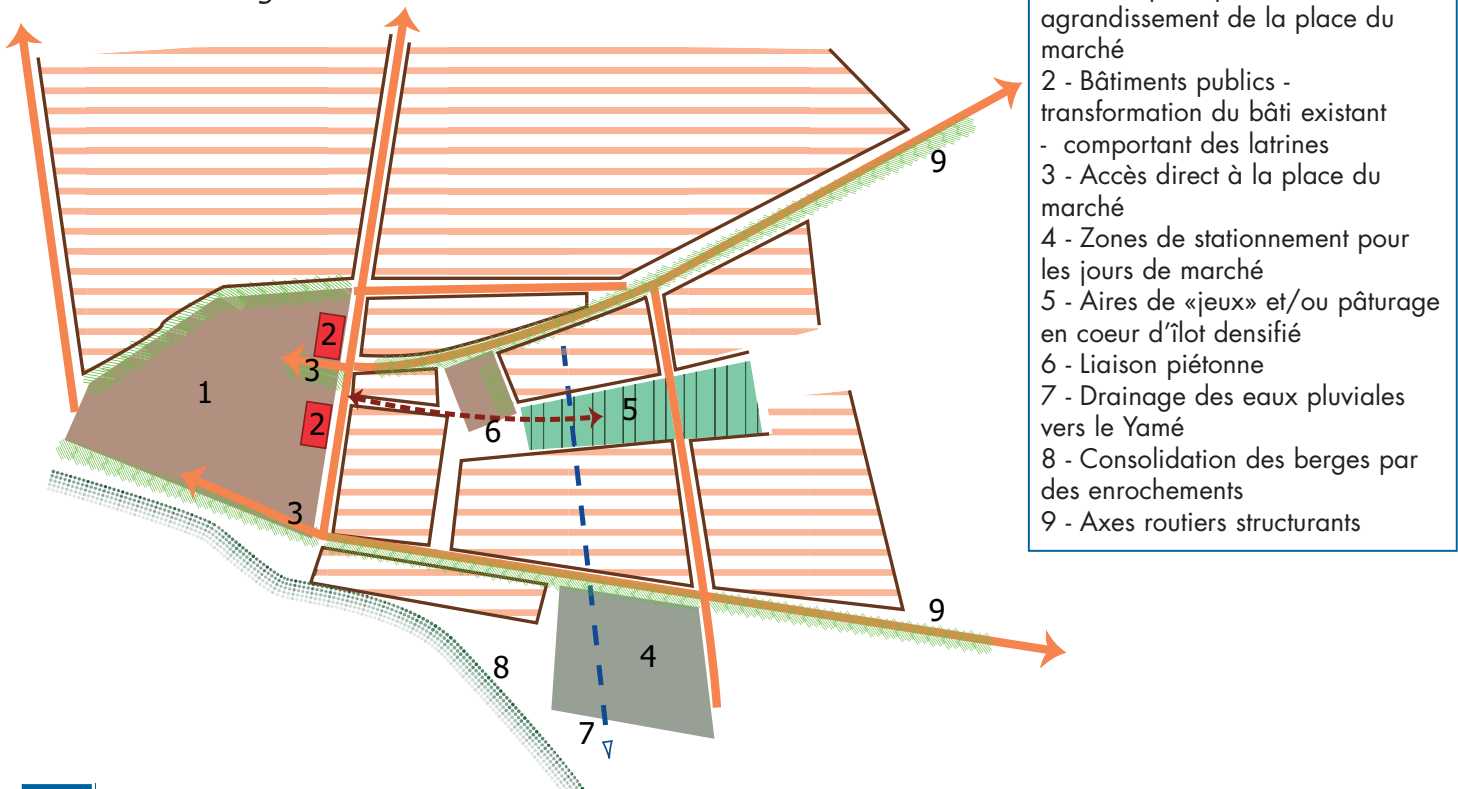 agrandissement de la place du
marché
2 - Bâtiments publics -
transformation du bâti existant
- comportant des latrines
3 - Accès direct à la place du
marché
4 - Zones de stationnement pour
les jours de marché
5 - Aires de «jeux» et/ou pâturage
en coeur d'îlot densifié
6 - Liaison piétonne
7 - Drainage des eaux pluviales
vers le Yamé
8 - Consolidation des berges par
des enrochements
9 - Axes routiers structurants
9
2
3
1
2
5
6
3
9
4
8
7